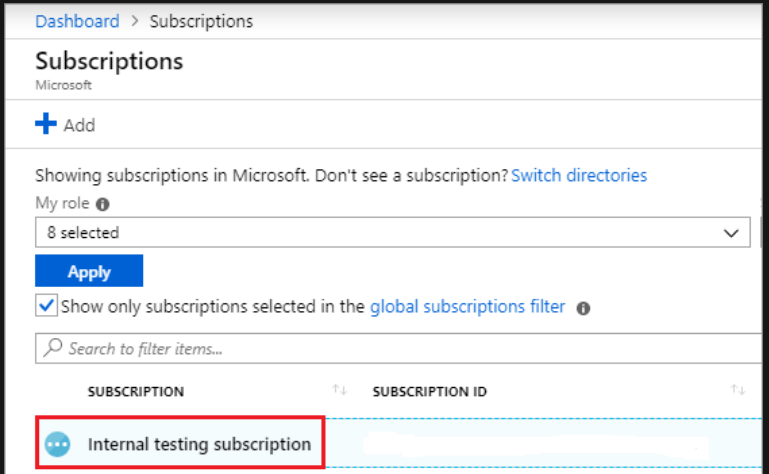 Dashboard > Subscriptions
Subscriptions
Microsoft
Add
Showing subscriptions in Microsoft. Don't see a subscription? Switch directories
My role
8 selected
Apply
Show only subscriptions selected in the global subscriptions filter
Search to filter items...
SUBSCRIPTION SUBSCRIPTION ID
Internal testing subscription